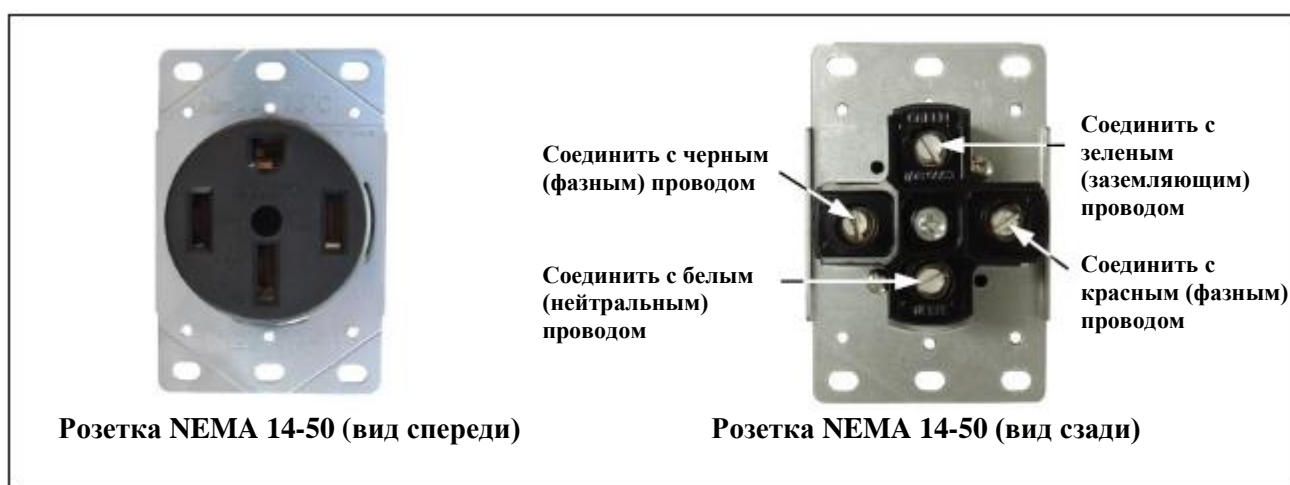 Соединить с черным
(фазным) проводом
Соединить с белым
(нейтральным)
проводом
GREEN
Соединить с
зеленым
(заземляющим)
проводом
Соединить с
красным (фазным)
проводом
Розетка NEMA 14-50 (вид спереди)
Розетка NEMA 14-50 (вид сзади)